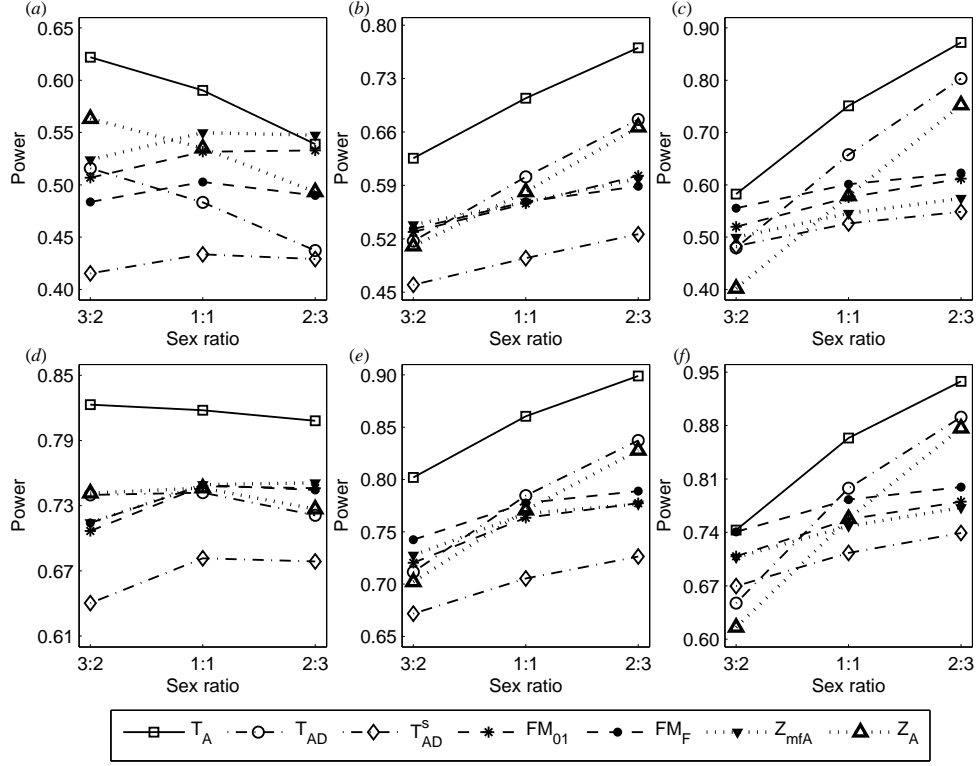 (a) (b) (c)
0.65 0.80 0.90
0.60 0.73 0.80
0.55 0.66 0.70
0.50 0.59 0.60
0.45 0.52 0.50
0.40 0.45 0.40
Power Power Power
3:2 1:1 2:3 3:2 1:1 2:3 3:2 1:1 2:3
Sex ratio Sex ratio Sex ratio
(d) (e) (f)
0.85 0.90 0.95
0.79 0.85 0.88
0.73 0.80 0.81
0.67 0.75 0.74
0.61 0.70 0.67
0.65 0.60
Power Power Power
3:2 1:1 2:3 3:2 1:1 2:3 3:2 1:1 2:3
Sex ratio Sex ratio Sex ratio
T_A T_AD T^s_AD FM_01 FM_F Z_mfA Z_A